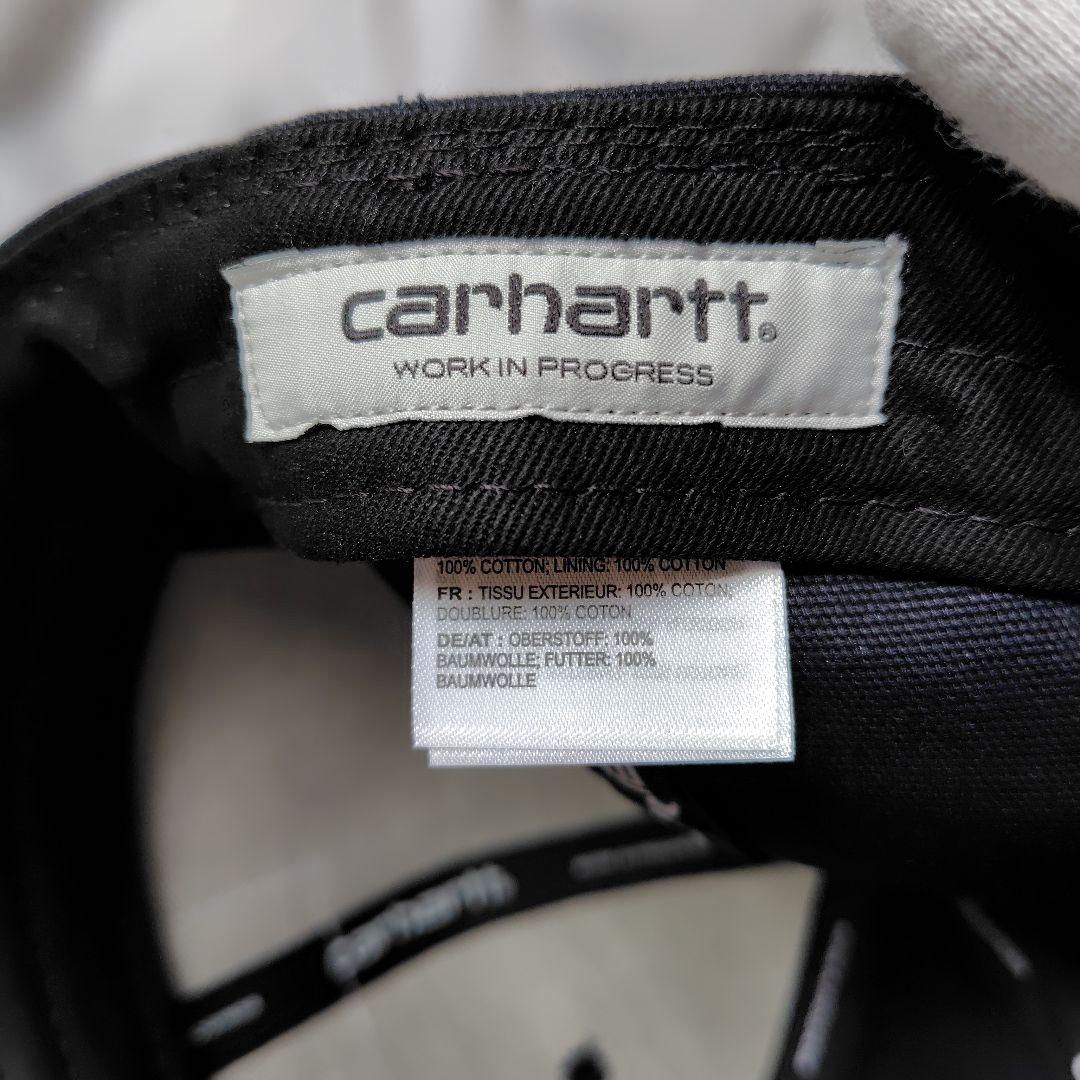 carhartt®
WORK IN PROGRESS
100% COTTON; LINING: 100% COTTON
FR : TISSU EXTERIEUR: 100% COTON;
DOUBLURE: 100% COTON
DE/AT : OBERSTOFF: 100%
BAUMWOLLE; FUTTER: 100%
BAUMWOLLE
carhartt